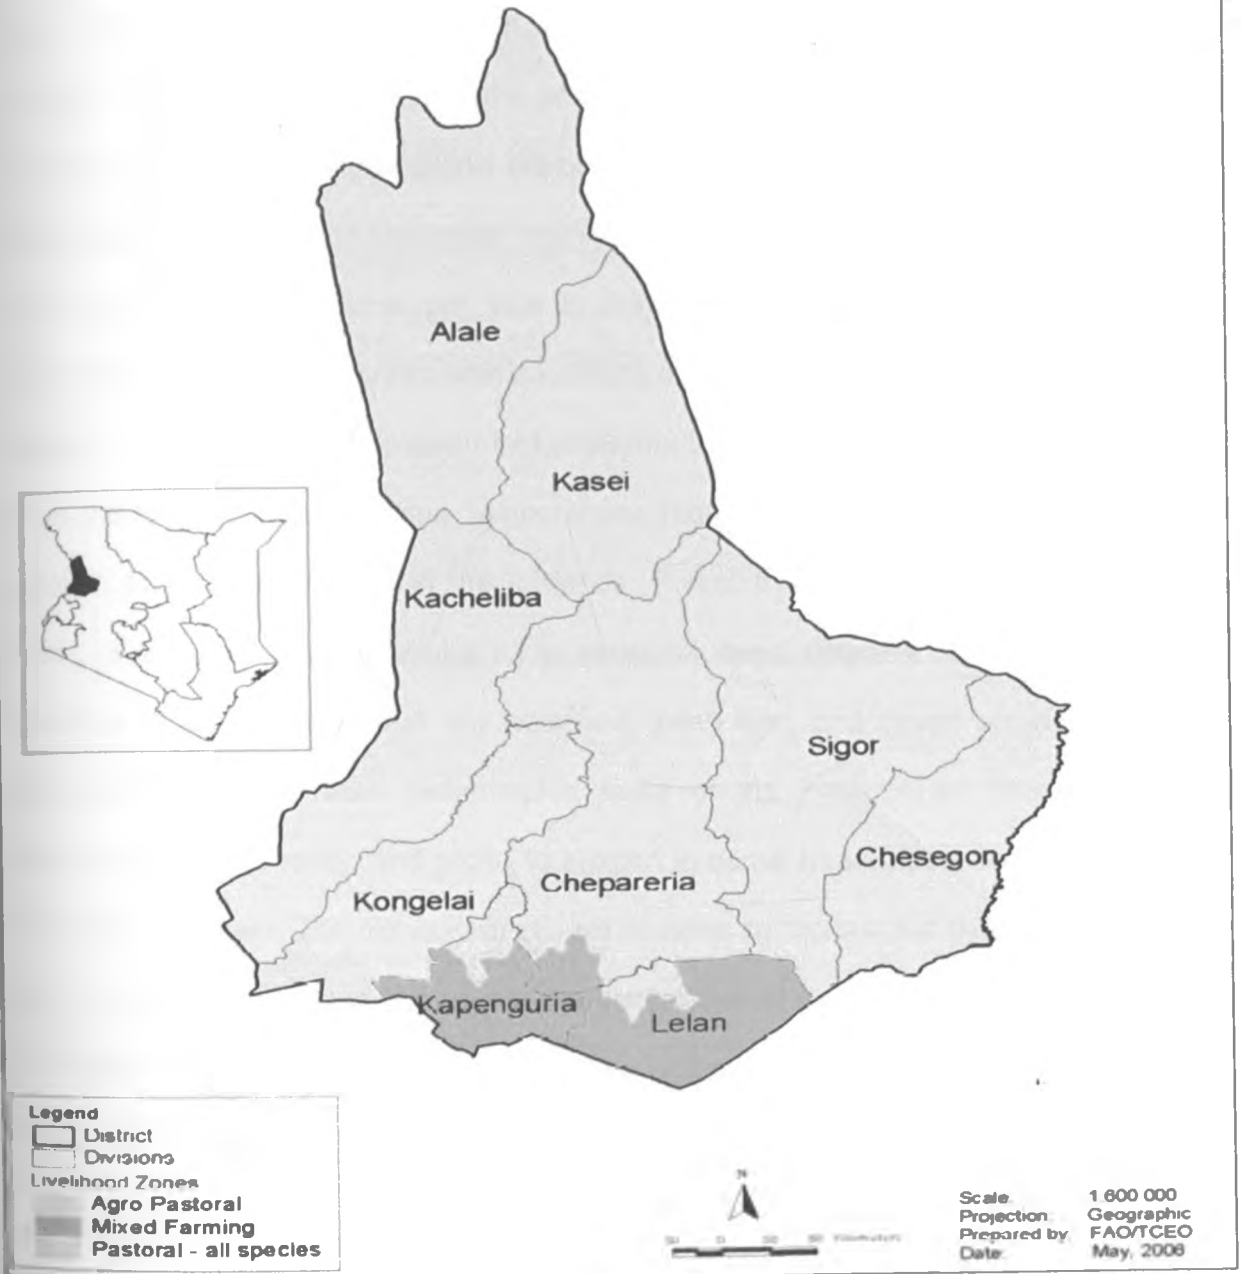 Alale
Kasei
Kacheliba
Sigor
Chesegon
Chepareria
Kongelai
Kapenguria
Lelan
Legend
District
Divisions
Livelihood Zones
Agro Pastoral
Mixed Farming
Pastoral - all species
N
Scale: 1:600 000
Projection: Geographic
Prepared by: FAO/TCEO
Date: May, 2006